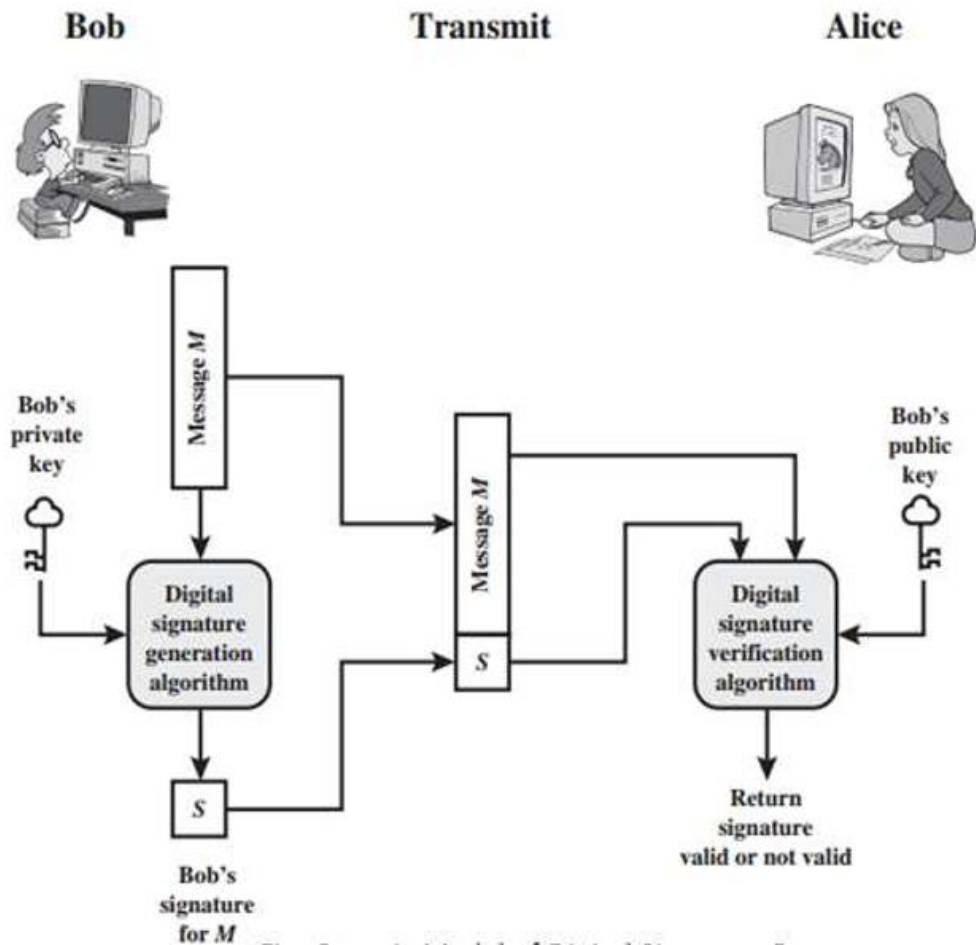 Bob
Transmit
Alice
Message M
Bob's
private
key
Message M
Bob's
public
key
Digital
signature
generation
algorithm
S
Digital
signature
verification
algorithm
S
Return
signature
valid or not valid
Bob's
signature
for M